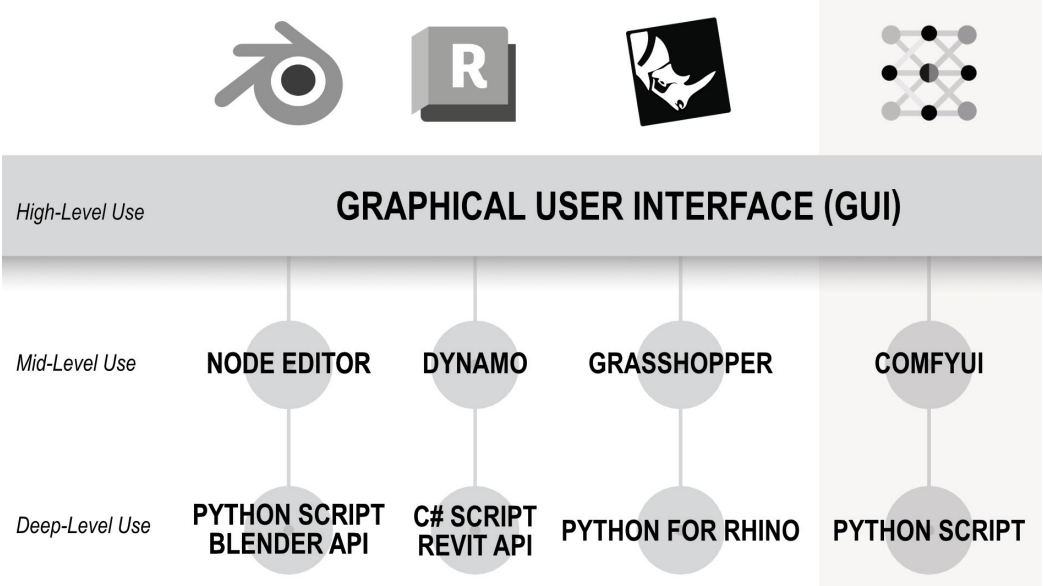 R
High-Level Use
GRAPHICAL USER INTERFACE (GUI)
Mid-Level Use
NODE EDITOR
DYNAMO
GRASSHOPPER
COMFYUI
Deep-Level Use
PYTHON SCRIPT
BLENDER API
C# SCRIPT
REVIT API
PYTHON FOR RHINO
PYTHON SCRIPT